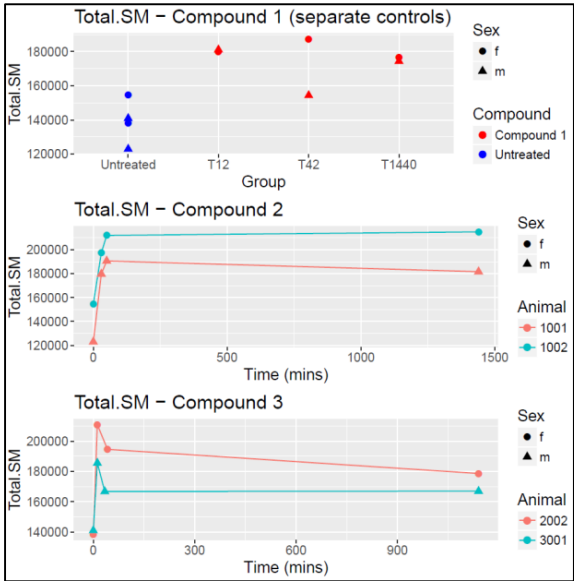 Total.SM − Compound 1 (separate controls)
180000
160000
140000
120000
Total.SM
Untreated
T12
T42
T1440
Group
Sex
f
m
Compound
Compound 1
Untreated
Total.SM − Compound 2
200000
180000
160000
140000
120000
Total.SM
0
500
1000
1500
Time (mins)
Sex
f
m
Animal
1001
1002
Total.SM − Compound 3
200000
180000
160000
140000
Total.SM
0
300
600
900
Time (mins)
Sex
f
m
Animal
2002
3001